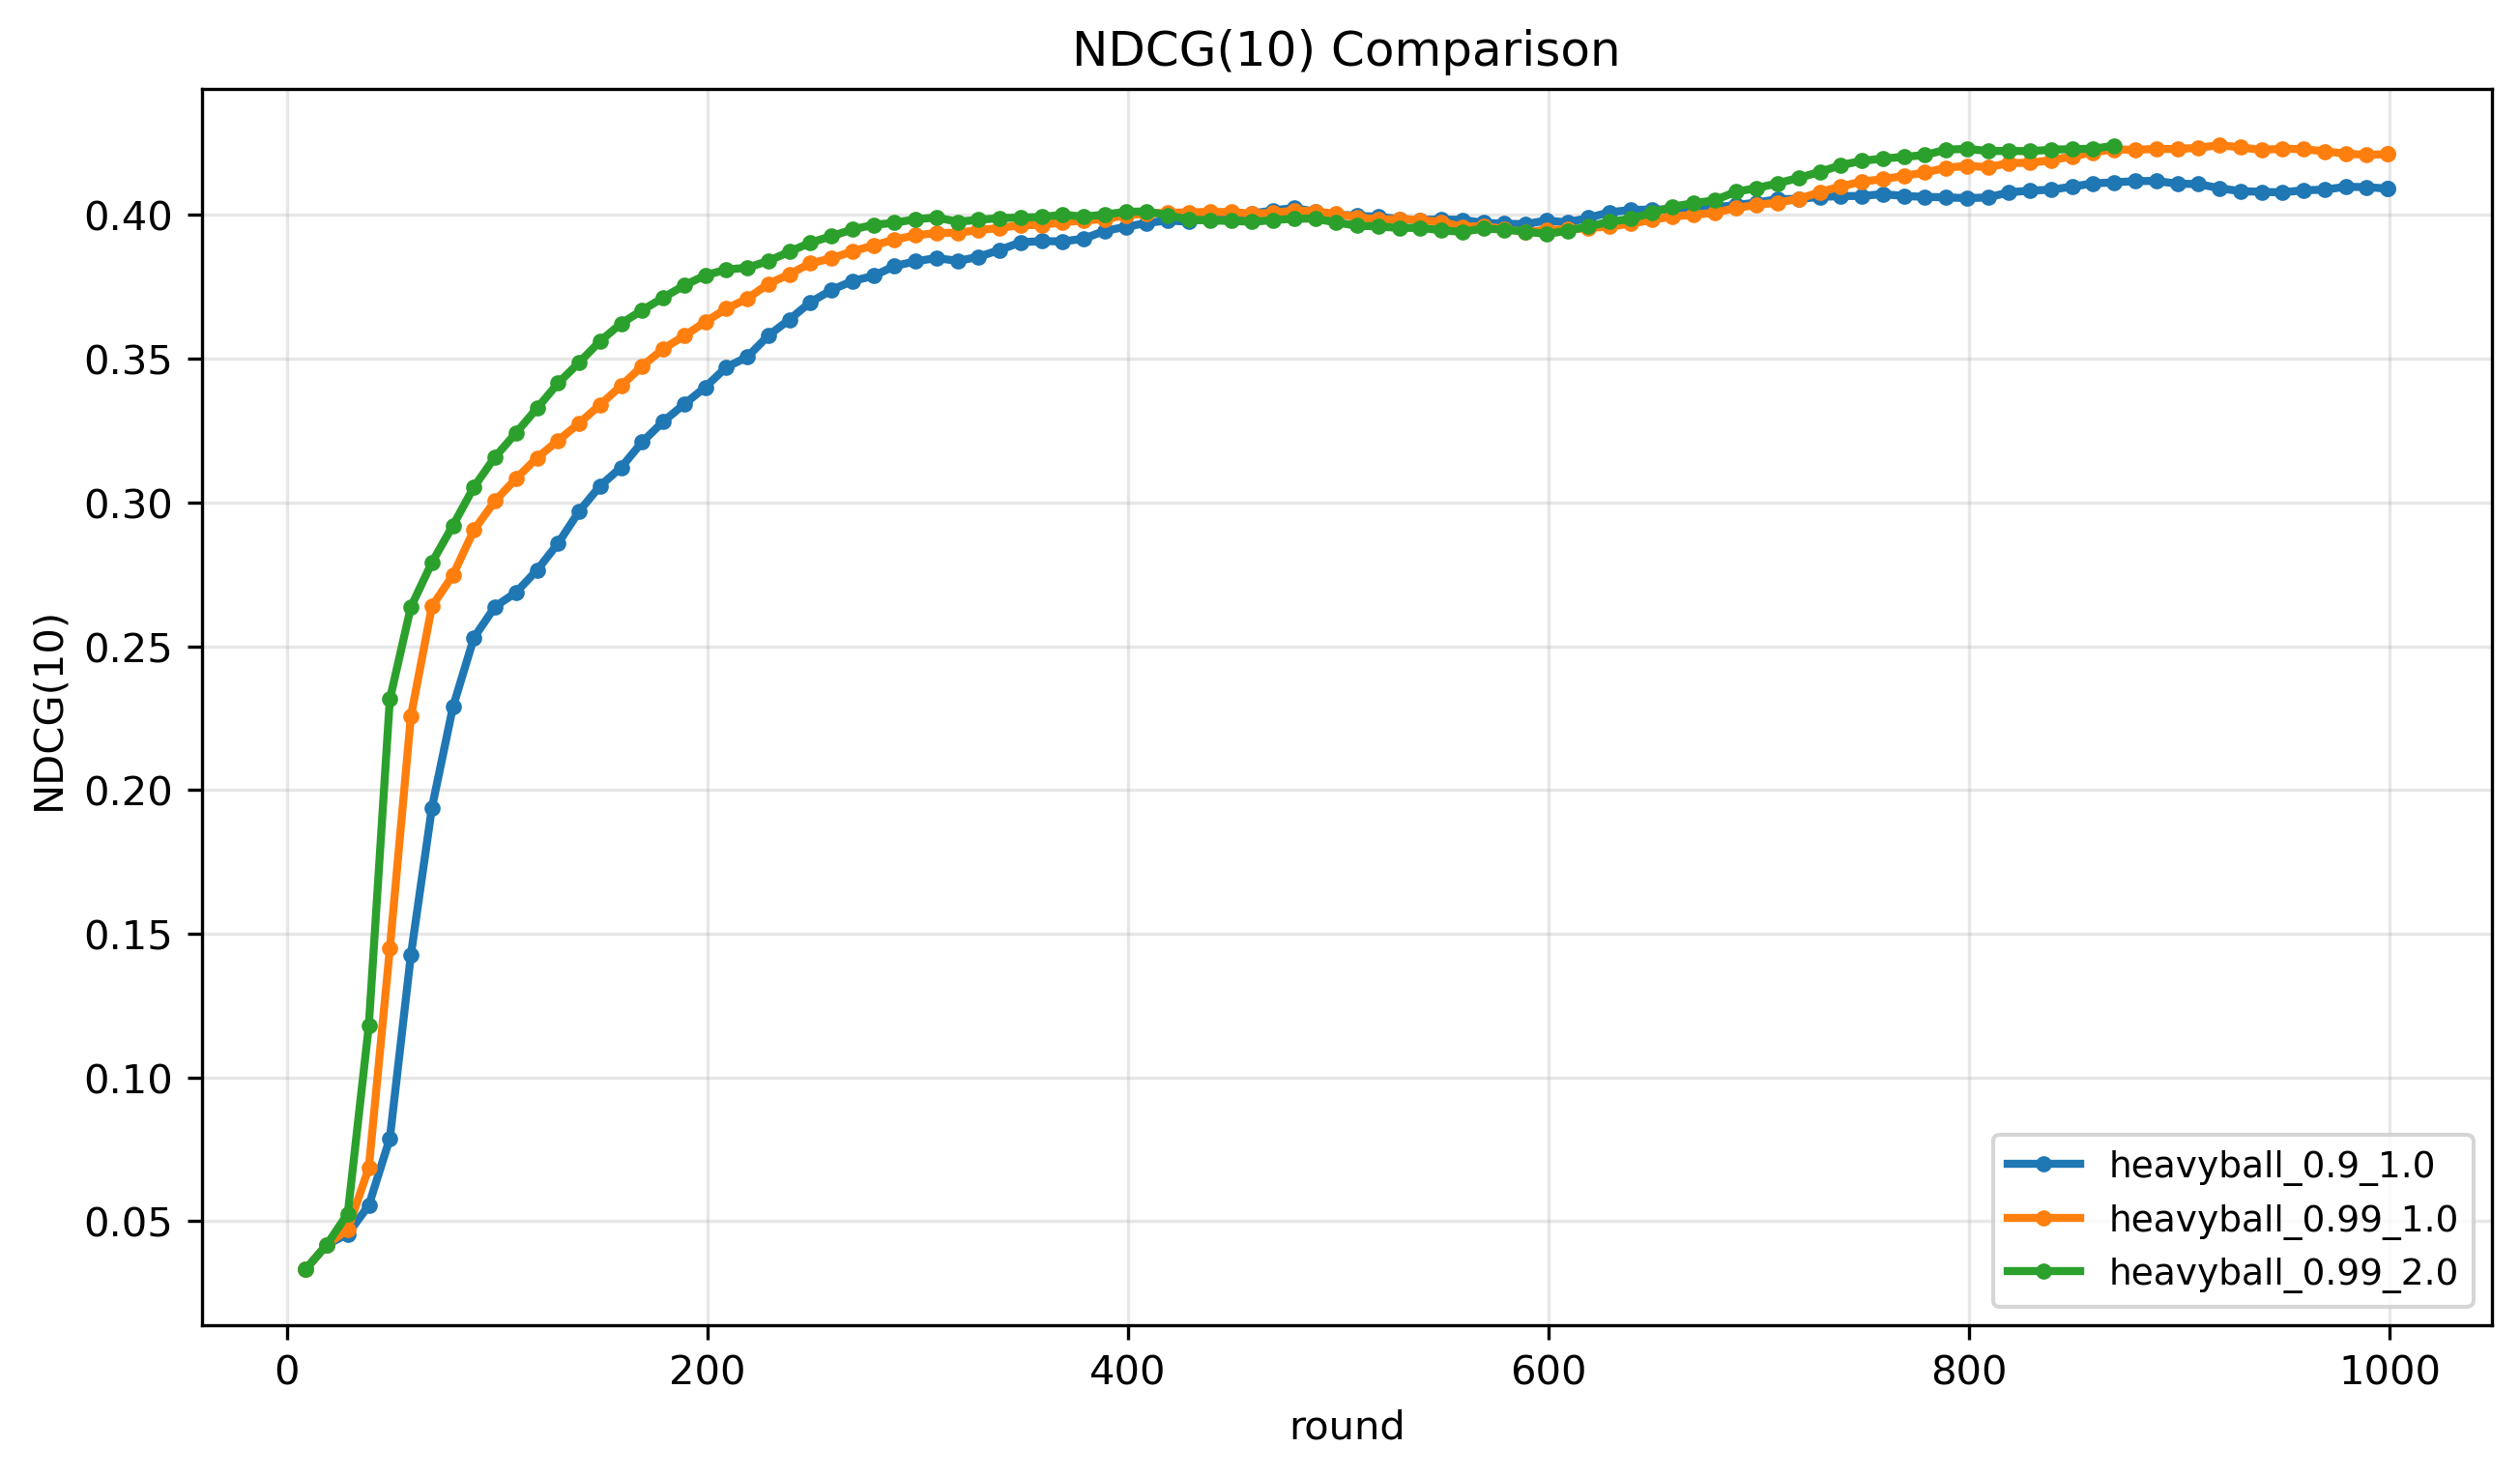 NDCG(10) Comparison
NDCG(10)
0.40
0.35
0.30
0.25
0.20
0.15
0.10
0.05
0 200 400 600 800 1000
round
heavyball_0.9_1.0
heavyball_0.99_1.0
heavyball_0.99_2.0